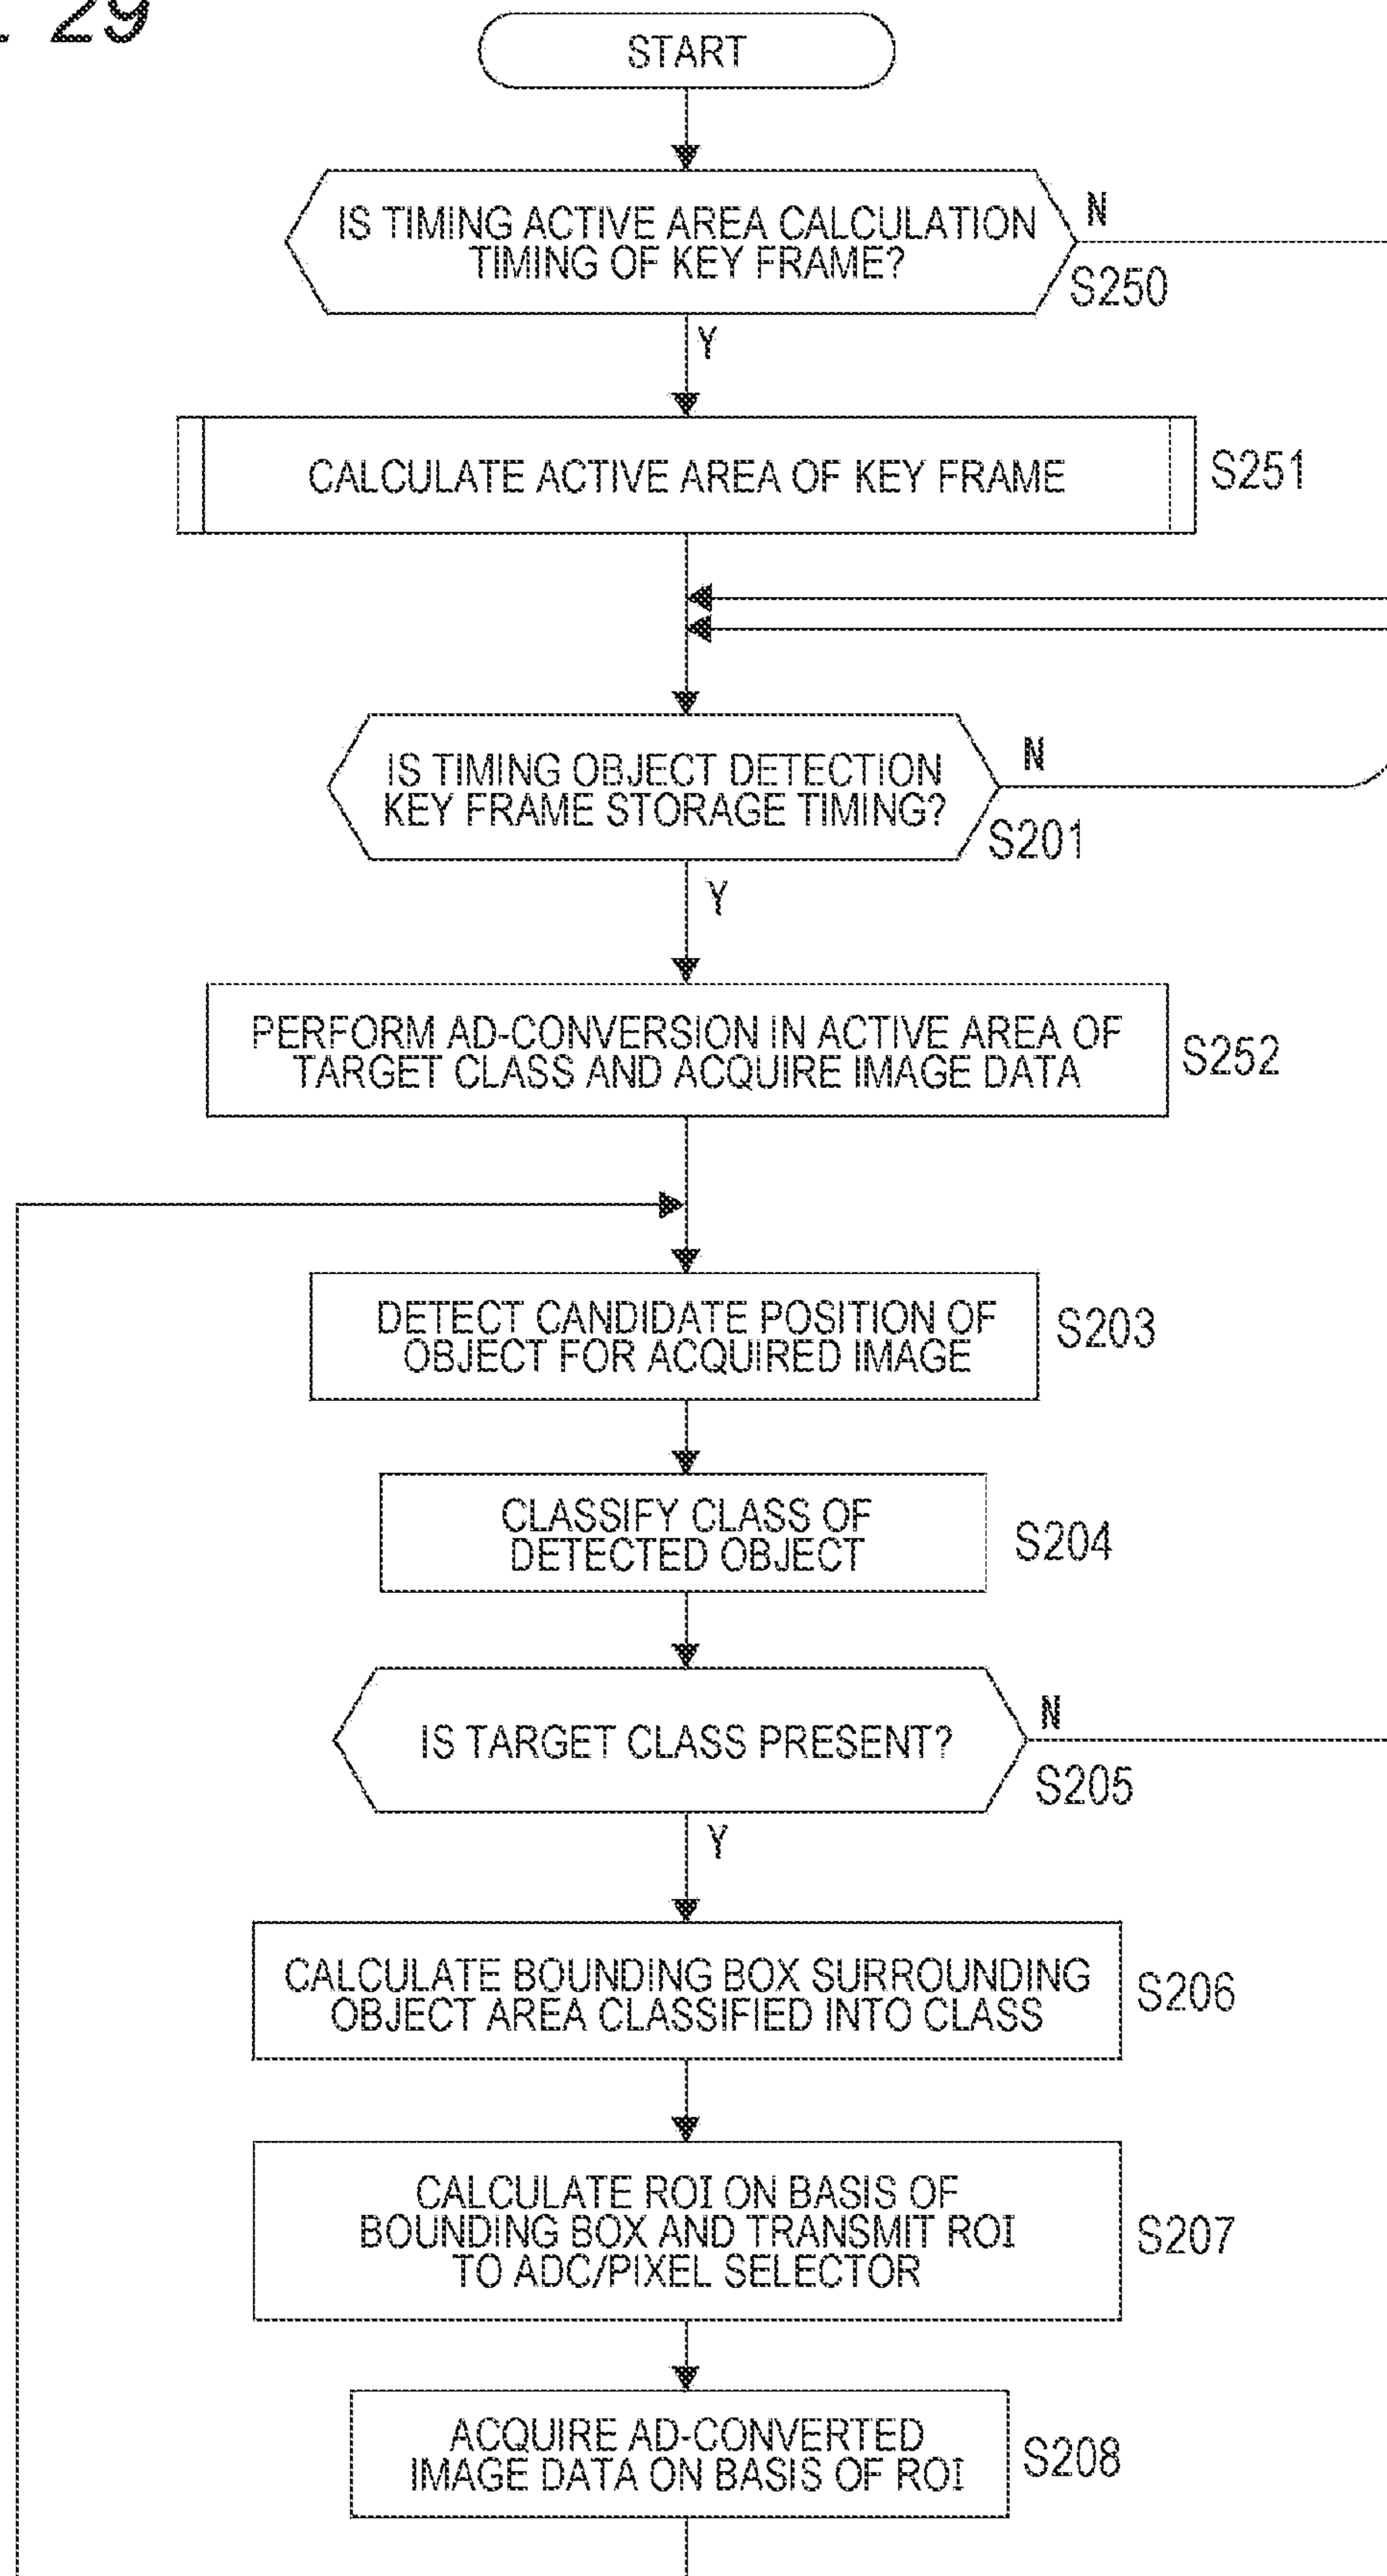 29
START
IS TIMING ACTIVE AREA CALCULATION
TIMING OF KEY FRAME?
N
S250
Y
CALCULATE ACTIVE AREA OF KEY FRAME
S251
IS TIMING OBJECT DETECTION
KEY FRAME STORAGE TIMING?
N
S201
Y
PERFORM AD-CONVERSION IN ACTIVE AREA OF
TARGET CLASS AND ACQUIRE IMAGE DATA
S252
DETECT CANDIDATE POSITION OF
OBJECT FOR ACQUIRED IMAGE
S203
CLASSIFY CLASS OF
DETECTED OBJECT
S204
IS TARGET CLASS PRESENT?
N
S205
Y
CALCULATE BOUNDING BOX SURROUNDING
OBJECT AREA CLASSIFIED INTO CLASS
S206
CALCULATE ROI ON BASIS OF
BOUNDING BOX AND TRANSMIT ROI
TO ADC/PIXEL SELECTOR
S207
ACQUIRE AD-CONVERTED
IMAGE DATA ON BASIS OF ROI
S208